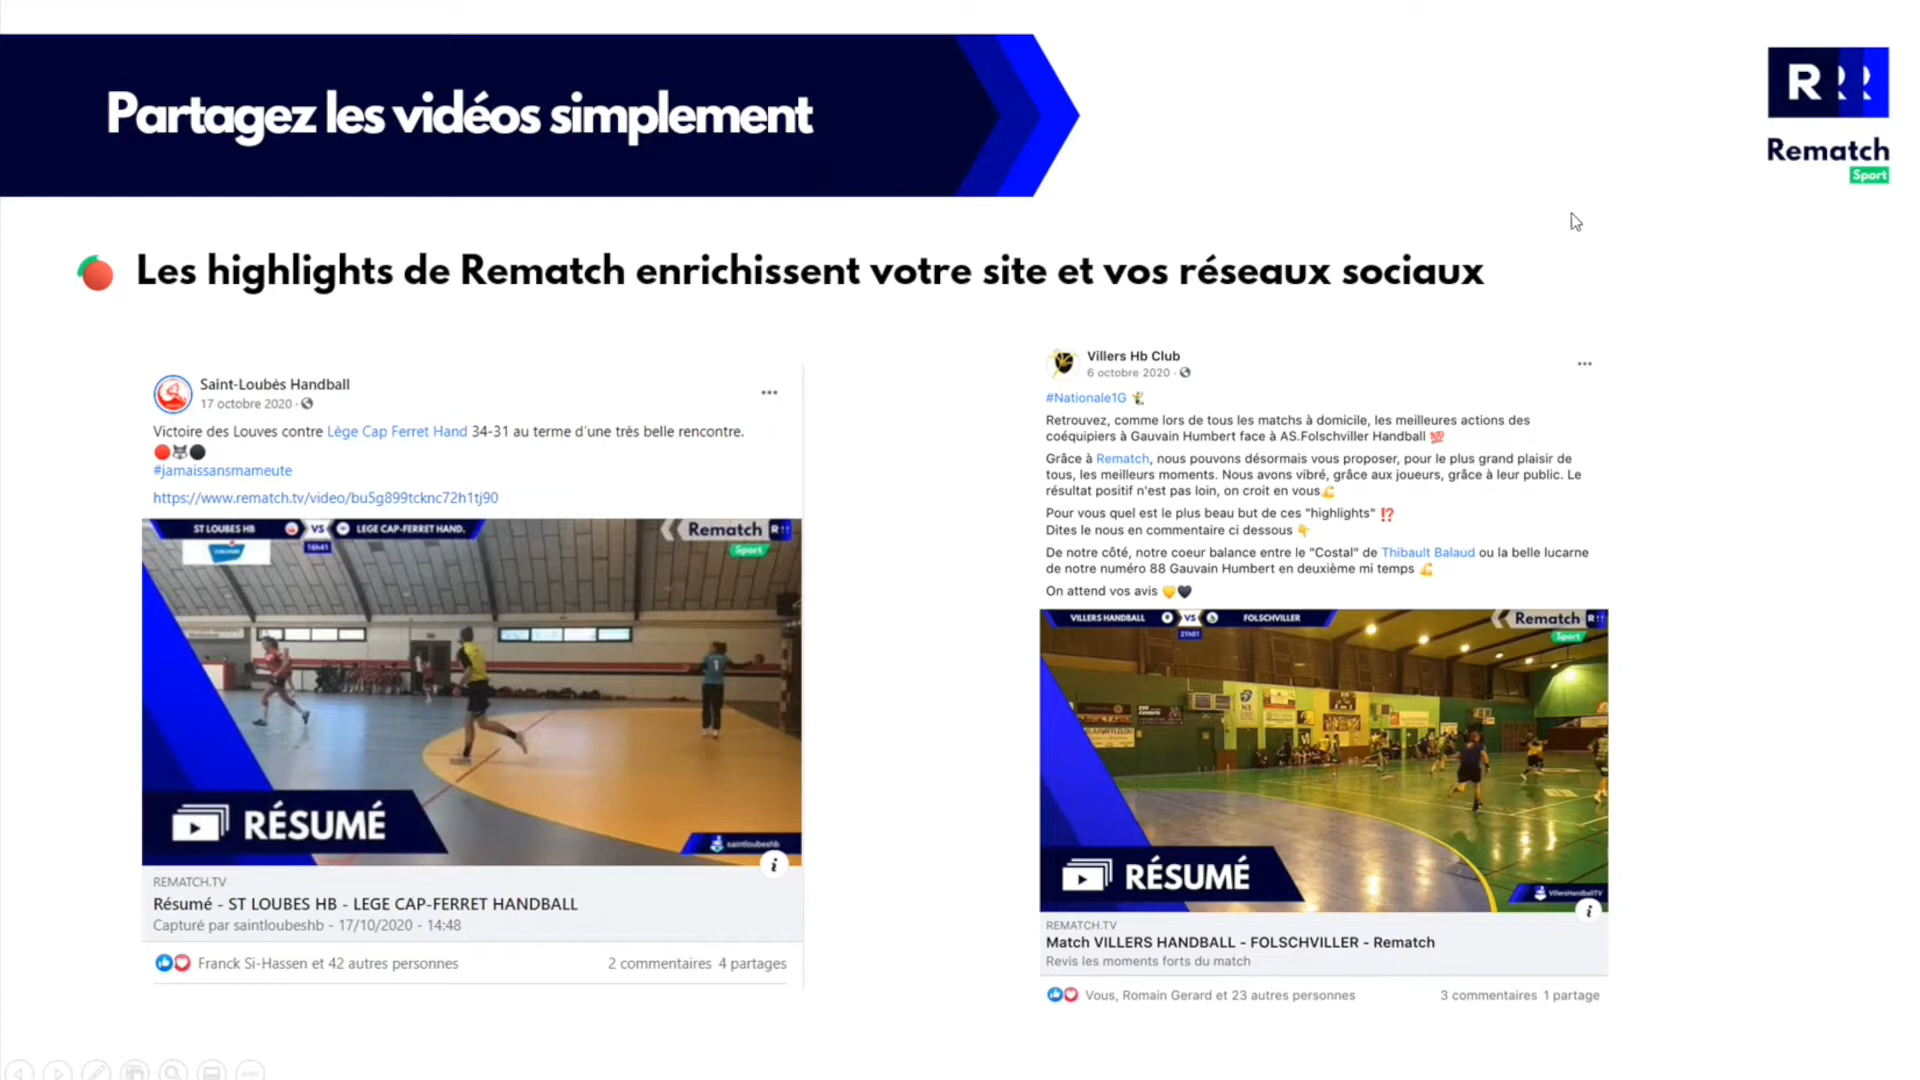 Partagez les vidéos simplement
R
Rematch
Sport
Les highlights de Rematch enrichissent votre site et vos réseaux sociaux
Saint-Loubès Handball
17 octobre 2020 ·
Victoire des Louves contre Lège Cap Ferret Hand 34-31 au terme d'une très belle rencontre.
🔴🐺⚫
#jamaissansmameute
https://www.rematch.tv/video/bu5g899tcknc72h1tj90
ST LOUBES HB VS LEGE CAP-FERRET HAND.
16h41
Rematch R
Sport
RÉSUMÉ
saintloubeshb
REMATCH.TV
Résumé - ST LOUBES HB - LEGE CAP-FERRET HANDBALL
Capturé par saintloubeshb - 17/10/2020 - 14:48
Franck Si-Hassen et 42 autres personnes
2 commentaires 4 partages
Villers Hb Club
6 octobre 2020 ·
#Nationale1G
Retrouvez, comme lors de tous les matchs à domicile, les meilleures actions des
coéquipiers à Gauvain Humbert face à AS.Folschviller Handball 💯
Grâce à Rematch, nous pouvons désormais vous proposer, pour le plus grand plaisir de
tous, les meilleurs moments. Nous avons vibré, grâce aux joueurs, grâce à leur public. Le
résultat positif n'est pas loin, on croit en vous💪
Pour vous quel est le plus beau but de ces "highlights" ⁉️
Dites le nous en commentaire ci dessous 👇
De notre côté, notre coeur balance entre le "Costal" de Thibault Balaud ou la belle lucarne
de notre numéro 88 Gauvain Humbert en deuxième mi temps 💪
On attend vos avis 💛🖤
VILLERS HANDBALL VS FOLSCHVILLER
21h01
Rematch R
Sport
RÉSUMÉ
VillersHandballTV
REMATCH.TV
Match VILLERS HANDBALL - FOLSCHVILLER - Rematch
Revis les moments forts du match
Vous, Romain Gerard et 23 autres personnes
3 commentaires 1 partage